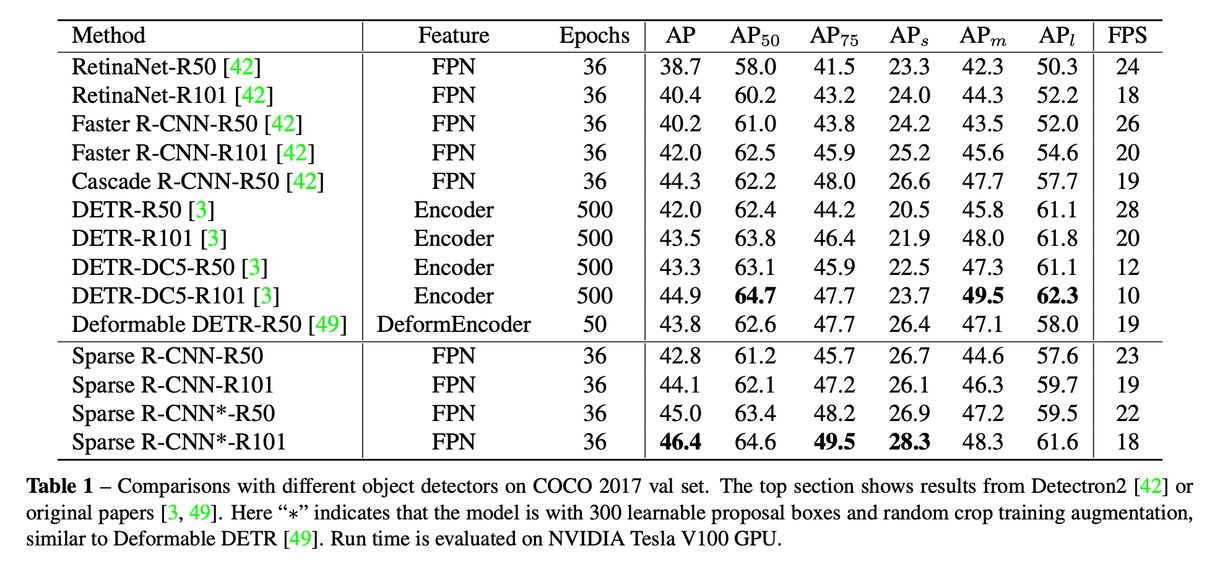 Method Feature Epochs AP AP50 AP75 APs APm APl FPS
RetinaNet-R50 [42] FPN 36 38.7 58.0 41.5 23.3 42.3 50.3 24
RetinaNet-R101 [42] FPN 36 40.4 60.2 43.2 24.0 44.3 52.2 18
Faster R-CNN-R50 [42] FPN 36 40.2 61.0 43.8 24.2 43.5 52.0 26
Faster R-CNN-R101 [42] FPN 36 42.0 62.5 45.9 25.2 45.6 54.6 20
Cascade R-CNN-R50 [42] FPN 36 44.3 62.2 48.0 26.6 47.7 57.7 19
DETR-R50 [3] Encoder 500 42.0 62.4 44.2 20.5 45.8 61.1 28
DETR-R101 [3] Encoder 500 43.5 63.8 46.4 21.9 48.0 61.8 20
DETR-DC5-R50 [3] Encoder 500 43.3 63.1 45.9 22.5 47.3 61.1 12
DETR-DC5-R101 [3] Encoder 500 44.9 64.7 47.7 23.7 49.5 62.3 10
Deformable DETR-R50 [49] DeformEncoder 50 43.8 62.6 47.7 26.4 47.1 58.0 19
Sparse R-CNN-R50 FPN 36 42.8 61.2 45.7 26.7 44.6 57.6 23
Sparse R-CNN-R101 FPN 36 44.1 62.1 47.2 26.1 46.3 59.7 19
Sparse R-CNN*-R50 FPN 36 45.0 63.4 48.2 26.9 47.2 59.5 22
Sparse R-CNN*-R101 FPN 36 46.4 64.6 49.5 28.3 48.3 61.6 18
Table 1 – Comparisons with different object detectors on COCO 2017 val set. The top section shows results from Detectron2 [42] or
original papers [3, 49]. Here “∗” indicates that the model is with 300 learnable proposal boxes and random crop training augmentation,
similar to Deformable DETR [49]. Run time is evaluated on NVIDIA Tesla V100 GPU.